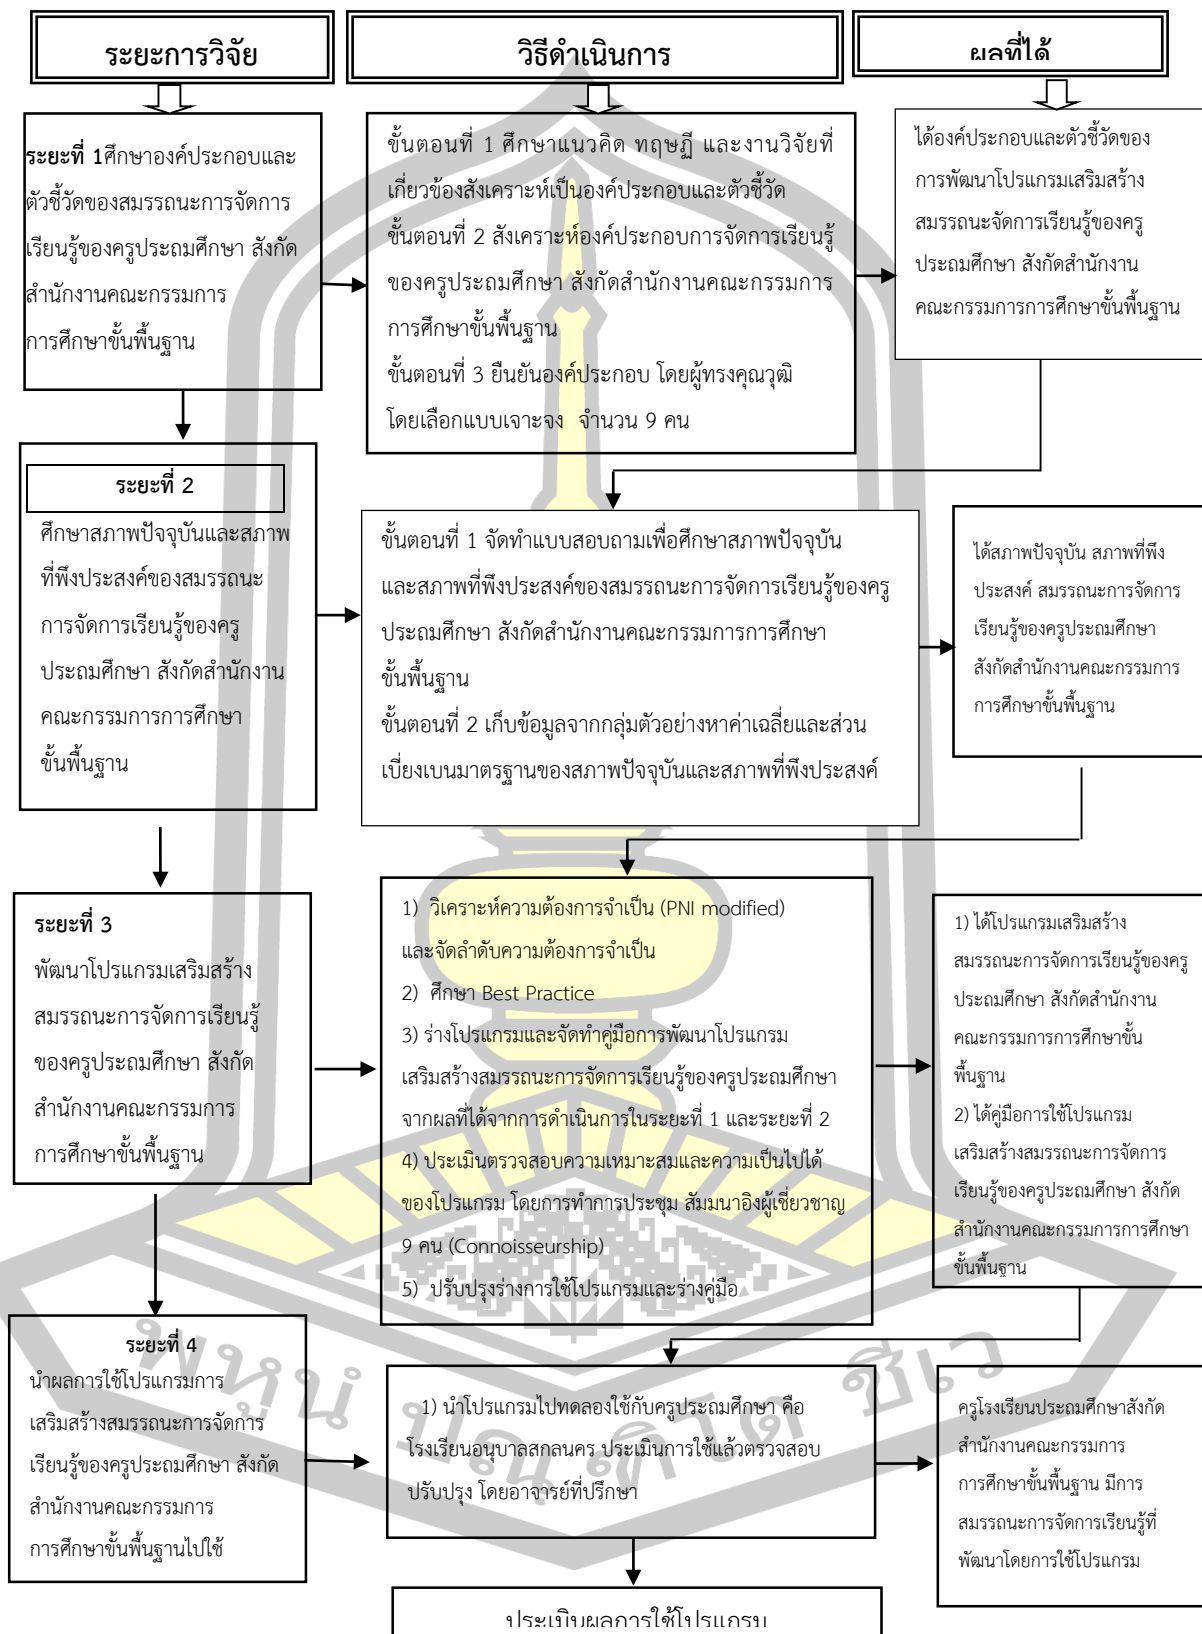 ระยะการวิจัย
วิธีดำเนินการ
ผลที่ได้
ระยะที่ 1ศึกษาองค์ประกอบและ
ตัวชี้วัดของสมรรถนะการจัดการ
เรียนรู้ของครูประถมศึกษา สังกัด
สำนักงานคณะกรรมการ
การศึกษาขั้นพื้นฐาน
ขั้นตอนที่ 1 ศึกษาแนวคิด ทฤษฎี และงานวิจัยที่
เกี่ยวข้องสังเคราะห์เป็นองค์ประกอบและตัวชี้วัด
ขั้นตอนที่ 2 สังเคราะห์องค์ประกอบการจัดการเรียนรู้
ของครูประถมศึกษา สังกัดสำนักงานคณะกรรมการ
การศึกษาขั้นพื้นฐาน
ขั้นตอนที่ 3 ยืนยันองค์ประกอบ โดยผู้ทรงคุณวุฒิ
โดยเลือกแบบเจาะจง จำนวน 9 คน
ได้องค์ประกอบและตัวชี้วัดของ
การพัฒนาโปรแกรมเสริมสร้าง
สมรรถนะจัดการเรียนรู้ของครู
ประถมศึกษา สังกัดสำนักงาน
คณะกรรมการการศึกษาขั้นพื้นฐาน
ระยะที่ 2
ศึกษาสภาพปัจจุบันและสภาพ
ที่พึงประสงค์ของสมรรถนะ
การจัดการเรียนรู้ของครู
ประถมศึกษา สังกัดสำนักงาน
คณะกรรมการการศึกษา
ขั้นพื้นฐาน
ขั้นตอนที่ 1 จัดทำแบบสอบถามเพื่อศึกษาสภาพปัจจุบัน
และสภาพที่พึงประสงค์ของสมรรถนะการจัดการเรียนรู้ของครู
ประถมศึกษา สังกัดสำนักงานคณะกรรมการการศึกษา
ขั้นพื้นฐาน
ขั้นตอนที่ 2 เก็บข้อมูลจากกลุ่มตัวอย่างหาค่าเฉลี่ยและส่วน
เบี่ยงเบนมาตรฐานของสภาพปัจจุบันและสภาพที่พึงประสงค์
ได้สภาพปัจจุบัน สภาพที่พึง
ประสงค์ สมรรถนะการจัดการ
เรียนรู้ของครูประถมศึกษา
สังกัดสำนักงานคณะกรรมการ
การศึกษาขั้นพื้นฐาน
ระยะที่ 3
พัฒนาโปรแกรมเสริมสร้าง
สมรรถนะการจัดการเรียนรู้
ของครูประถมศึกษา สังกัด
สำนักงานคณะกรรมการ
การศึกษาขั้นพื้นฐาน
1) วิเคราะห์ความต้องการจำเป็น (PNI modified)
และจัดลำดับความต้องการจำเป็น
2) ศึกษา Best Practice
3) ร่างโปรแกรมและจัดทำคู่มือการพัฒนาโปรแกรม
เสริมสร้างสมรรถนะการจัดการเรียนรู้ของครูประถมศึกษา
จากผลที่ได้จากการดำเนินการในระยะที่ 1 และระยะที่ 2
4) ประเมินตรวจสอบความเหมาะสมและความเป็นไปได้
ของโปรแกรม โดยการทำการประชุม สัมมนาอิงผู้เชี่ยวชาญ
9 คน (Connoisseurship)
5) ปรับปรุงร่างการใช้โปรแกรมและร่างคู่มือ
1) ได้โปรแกรมเสริมสร้าง
สมรรถนะการจัดการเรียนรู้ของครู
ประถมศึกษา สังกัดสำนักงาน
คณะกรรมการการศึกษาขั้น
พื้นฐาน
2) ได้คู่มือการใช้โปรแกรม
เสริมสร้างสมรรถนะการจัดการ
เรียนรู้ของครูประถมศึกษา สังกัด
สำนักงานคณะกรรมการการศึกษา
ขั้นพื้นฐาน
ระยะที่ 4
นำผลการใช้โปรแกรมการ
เสริมสร้างสมรรถนะการจัดการ
เรียนรู้ของครูประถมศึกษา สังกัด
สำนักงานคณะกรรมการ
การศึกษาขั้นพื้นฐานไปใช้
1) นำโปรแกรมไปทดลองใช้กับครูประถมศึกษา คือ
โรงเรียนอนุบาลสกลนคร ประเมินการใช้แล้วตรวจสอบ
ปรับปรุง โดยอาจารย์ที่ปรึกษา
ครูโรงเรียนประถมศึกษาสังกัด
สำนักงานคณะกรรมการ
การศึกษาขั้นพื้นฐาน มีการ
สมรรถนะการจัดการเรียนรู้ที่
พัฒนาโดยการใช้โปรแกรม
ประเมินผลการใช้โปรแกรม
พหูนํ ปณฺฑิโต ชีเว